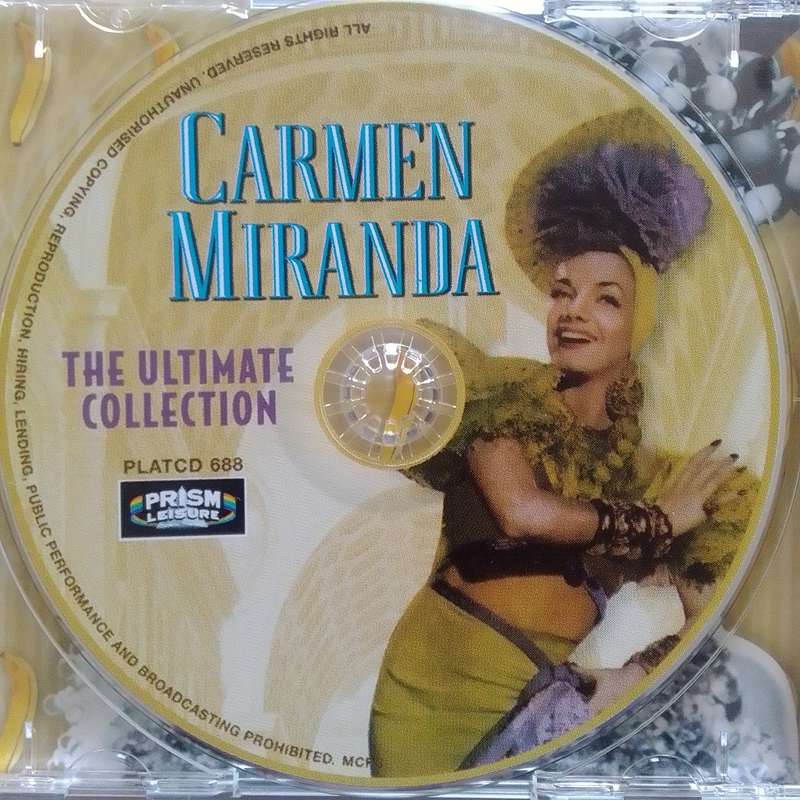 CARMEN
MIRANDA
THE ULTIMATE
COLLECTION
PLATCD 688
PRISM
LEISURE
ALL RIGHTS RESERVED. UNAUTHORISED COPYING, REPRODUCTION, HIRING, LENDING, PUBLIC PERFORMANCE AND BROADCASTING PROHIBITED.